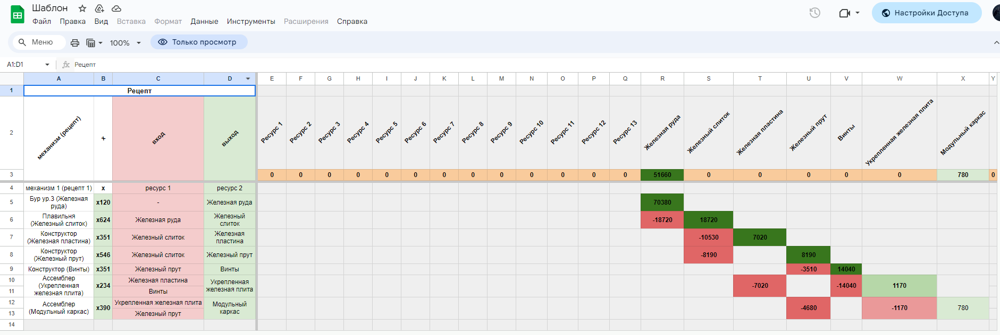 Шаблон
Файл Правка Вид Вставка Формат Данные Инструменты Расширения Справка
Настройки Доступа
Меню 100% Только просмотр
A1:D1 fx Рецепт
A B C D E F G H I J K L M N O P Q R S T U V W X Y
1 Рецепт
2 механизм (рецепт) + вход выход Ресурс 1 Ресурс 2 Ресурс 3 Ресурс 4 Ресурс 5 Ресурс 6 Ресурс 7 Ресурс 8 Ресурс 9 Ресурс 10 Ресурс 11 Ресурс 12 Ресурс 13 Железная руда Железный слиток Железная пластина Железный прут Винты Укрепленная железная плита Модульный каркас
3 0 0 0 0 0 0 0 0 0 0 0 0 0 51660 0 0 0 0 0 780 0
4 механизм 1 (рецепт 1) x ресурс 1 ресурс 2
5 Бур ур.3 (Железная
руда) x120 - Железная руда 70380
6 Плавильня
(Железный слиток) x624 Железная руда Железный
слиток -18720 18720
7 Конструктор
(Железная пластина) x351 Железный слиток Железная
пластина -10530 7020
8 Конструктор
(Железный прут) x546 Железный слиток Железный прут -8190 8190
9 Конструктор (Винты) x351 Железный прут Винты -3510 14040
10 Ассемблер
(Укрепленная
железная плита) x234 Железная пластина Укрепленная
железная плита -7020 -14040 1170
11 Винты
12 Ассемблер
(Модульный каркас) x390 Укрепленная железная плита Модульный
каркас -4680 -1170 780
13 Железный прут
14